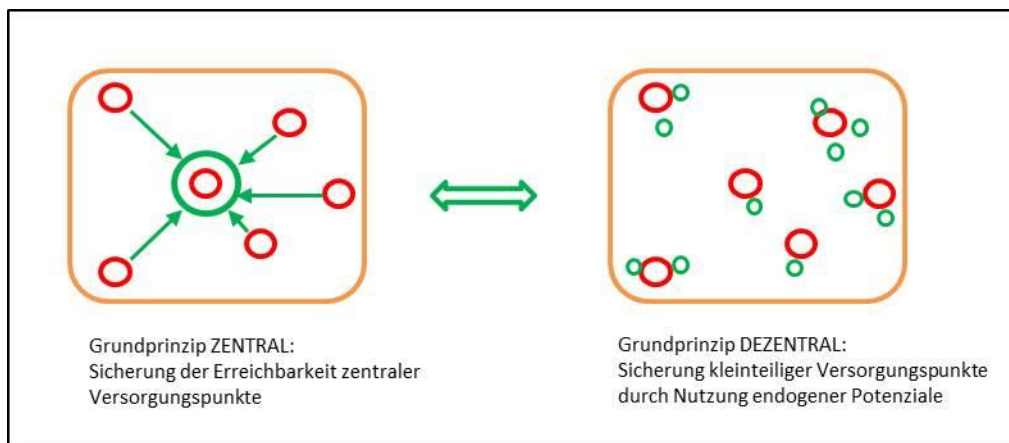 Grundprinzip ZENTRAL:
Sicherung der Erreichbarkeit zentraler
Versorgungspunkte
Grundprinzip DEZENTRAL:
Sicherung kleinteiliger Versorgungspunkte
durch Nutzung endogener Potenziale